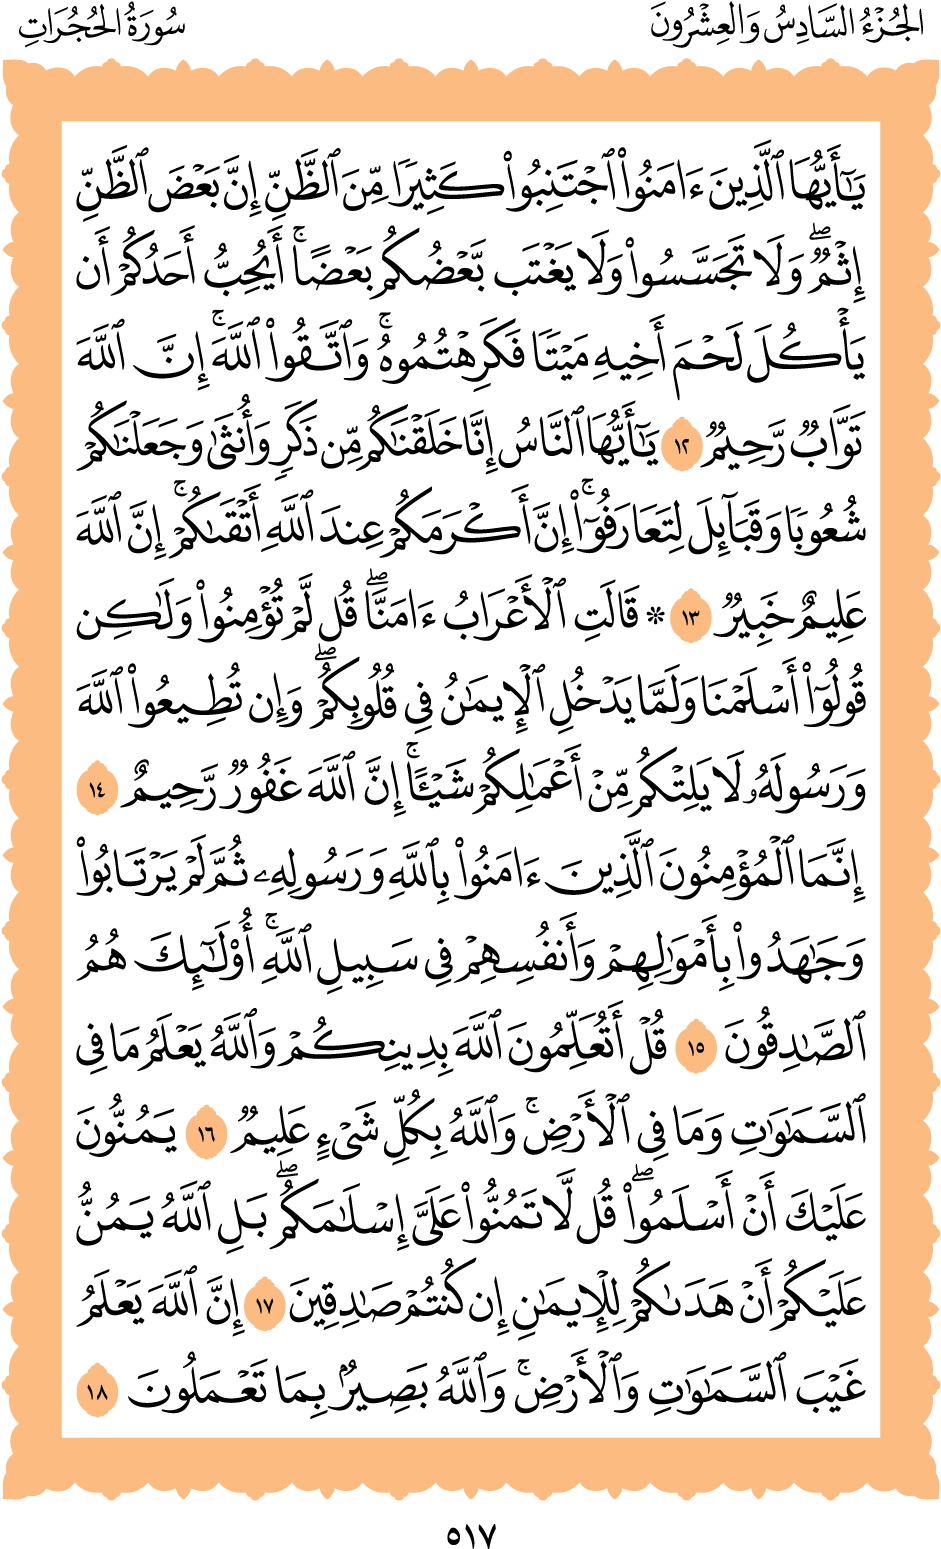 الجُزْءُ السَّادِسُ وَالعِشْرُونَ
سُورَةُ الحُجُرَاتِ
يَٰٓأَيُّهَا ٱلَّذِينَ ءَامَنُوا۟ ٱجْتَنِبُوا۟ كَثِيرًا مِّنَ ٱلظَّنِّ إِنَّ بَعْضَ ٱلظَّنِّ
إِثْمٌ ۖ وَلَا تَجَسَّسُوا۟ وَلَا يَغْتَب بَّعْضُكُم بَعْضًا ۚ أَيُحِبُّ أَحَدُكُمْ أَن
يَأْكُلَ لَحْمَ أَخِيهِ مَيْتًا فَكَرِهْتُمُوهُ ۚ وَٱتَّقُوا۟ ٱللَّهَ ۚ إِنَّ ٱللَّهَ
تَوَّابٌ رَّحِيمٌ ١٢ يَٰٓأَيُّهَا ٱلنَّاسُ إِنَّا خَلَقْنَٰكُم مِّن ذَكَرٍ وَأُنثَىٰ وَجَعَلْنَٰكُمْ
شُعُوبًا وَقَبَآئِلَ لِتَعَارَفُوٓا۟ ۚ إِنَّ أَكْرَمَكُمْ عِندَ ٱللَّهِ أَتْقَىٰكُمْ ۚ إِنَّ ٱللَّهَ
عَلِيمٌ خَبِيرٌ ١٣ * قَالَتِ ٱلْأَعْرَابُ ءَامَنَّا ۖ قُل لَّمْ تُؤْمِنُوا۟ وَلَٰكِن
قُولُوٓا۟ أَسْلَمْنَا وَلَمَّا يَدْخُلِ ٱلْإِيمَٰنُ فِى قُلُوبِكُمْ ۖ وَإِن تُطِيعُوا۟ ٱللَّهَ
وَرَسُولَهُۥ لَا يَلِتْكُم مِّنْ أَعْمَٰلِكُمْ شَيْـًٔا ۚ إِنَّ ٱللَّهَ غَفُورٌ رَّحِيمٌ ١٤
إِنَّمَا ٱلْمُؤْمِنُونَ ٱلَّذِينَ ءَامَنُوا۟ بِٱللَّهِ وَرَسُولِهِۦ ثُمَّ لَمْ يَرْتَابُوا۟
وَجَٰهَدُوا۟ بِأَمْوَٰلِهِمْ وَأَنفُسِهِمْ فِى سَبِيلِ ٱللَّهِ ۚ أُو۟لَٰٓئِكَ هُمُ
ٱلصَّٰدِقُونَ ١٥ قُلْ أَتُعَلِّمُونَ ٱللَّهَ بِدِينِكُمْ وَٱللَّهُ يَعْلَمُ مَا فِى
ٱلسَّمَٰوَٰتِ وَمَا فِى ٱلْأَرْضِ ۚ وَٱللَّهُ بِكُلِّ شَىْءٍ عَلِيمٌ ١٦ يَمُنُّونَ
عَلَيْكَ أَنْ أَسْلَمُوا۟ ۖ قُل لَّا تَمُنُّوا۟ عَلَىَّ إِسْلَٰمَكُم ۖ بَلِ ٱللَّهُ يَمُنُّ
عَلَيْكُمْ أَنْ هَدَىٰكُمْ لِلْإِيمَٰنِ إِن كُنتُمْ صَٰدِقِينَ ١٧ إِنَّ ٱللَّهَ يَعْلَمُ
غَيْبَ ٱلسَّمَٰوَٰتِ وَٱلْأَرْضِ ۚ وَٱللَّهُ بَصِيرٌۢ بِمَا تَعْمَلُونَ ١٨
٥١٧